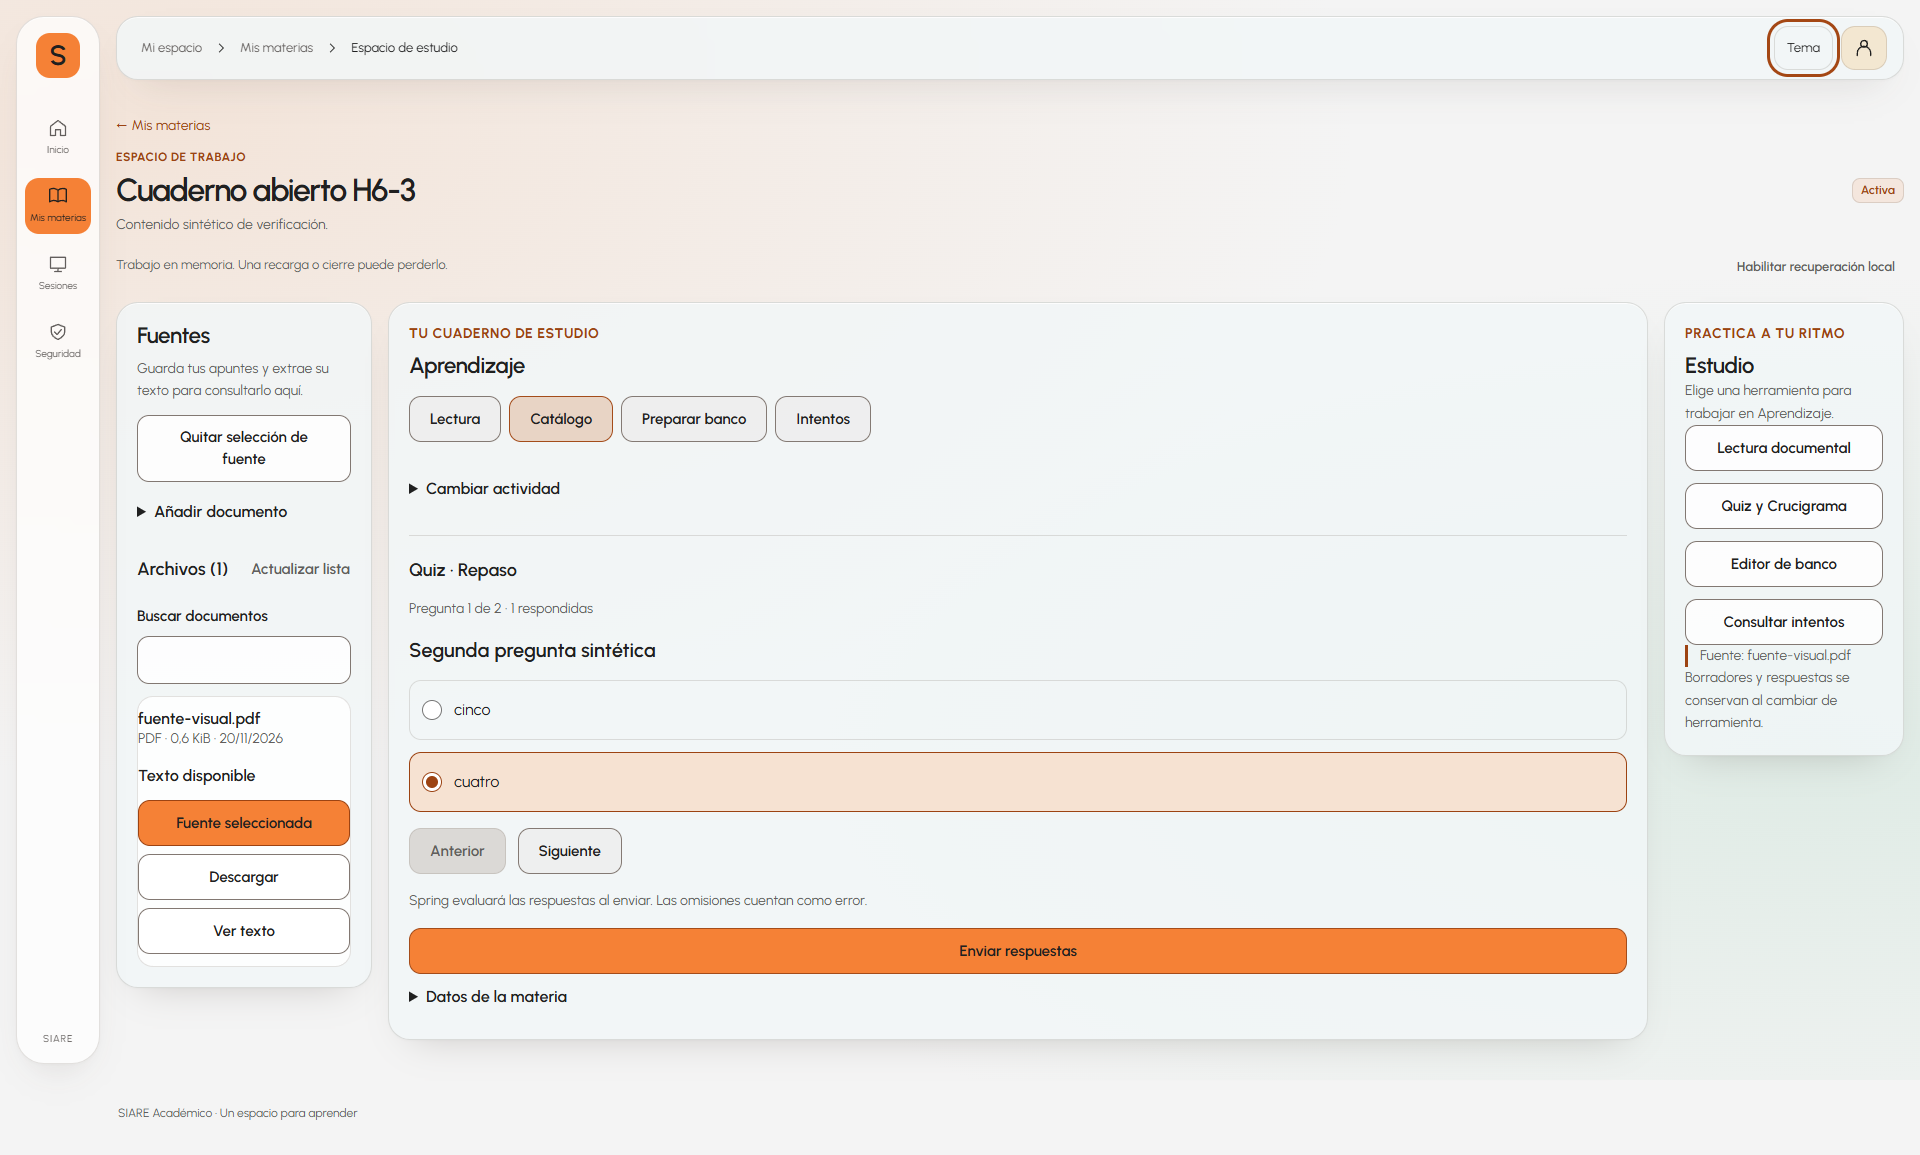 S
Mi espacio > Mis materias > Espacio de estudio
Tema
Inicio
Mis materias
Sesiones
Seguridad
SIARE
← Mis materias
ESPACIO DE TRABAJO
Cuaderno abierto H6-3
Activa
Contenido sintético de verificación.
Trabajo en memoria. Una recarga o cierre puede perderlo.
Habilitar recuperación local
Fuentes
Guarda tus apuntes y extrae su
texto para consultarlo aquí.
Quitar selección de
fuente
Añadir documento
Archivos (1)
Actualizar lista
Buscar documentos
fuente-visual.pdf
PDF · 0,6 KiB · 20/11/2026
Texto disponible
Fuente seleccionada
Descargar
Ver texto
TU CUADERNO DE ESTUDIO
Aprendizaje
Lectura
Catálogo
Preparar banco
Intentos
Cambiar actividad
Quiz · Repaso
Pregunta 1 de 2 · 1 respondidas
Segunda pregunta sintética
cinco
cuatro
Anterior
Siguiente
Spring evaluará las respuestas al enviar. Las omisiones cuentan como error.
Enviar respuestas
Datos de la materia
PRACTICA A TU RITMO
Estudio
Elige una herramienta para
trabajar en Aprendizaje.
Lectura documental
Quiz y Crucigrama
Editor de banco
Consultar intentos
Fuente: fuente-visual.pdf
Borradores y respuestas se
conservan al cambiar de
herramienta.
SIARE Académico · Un espacio para aprender